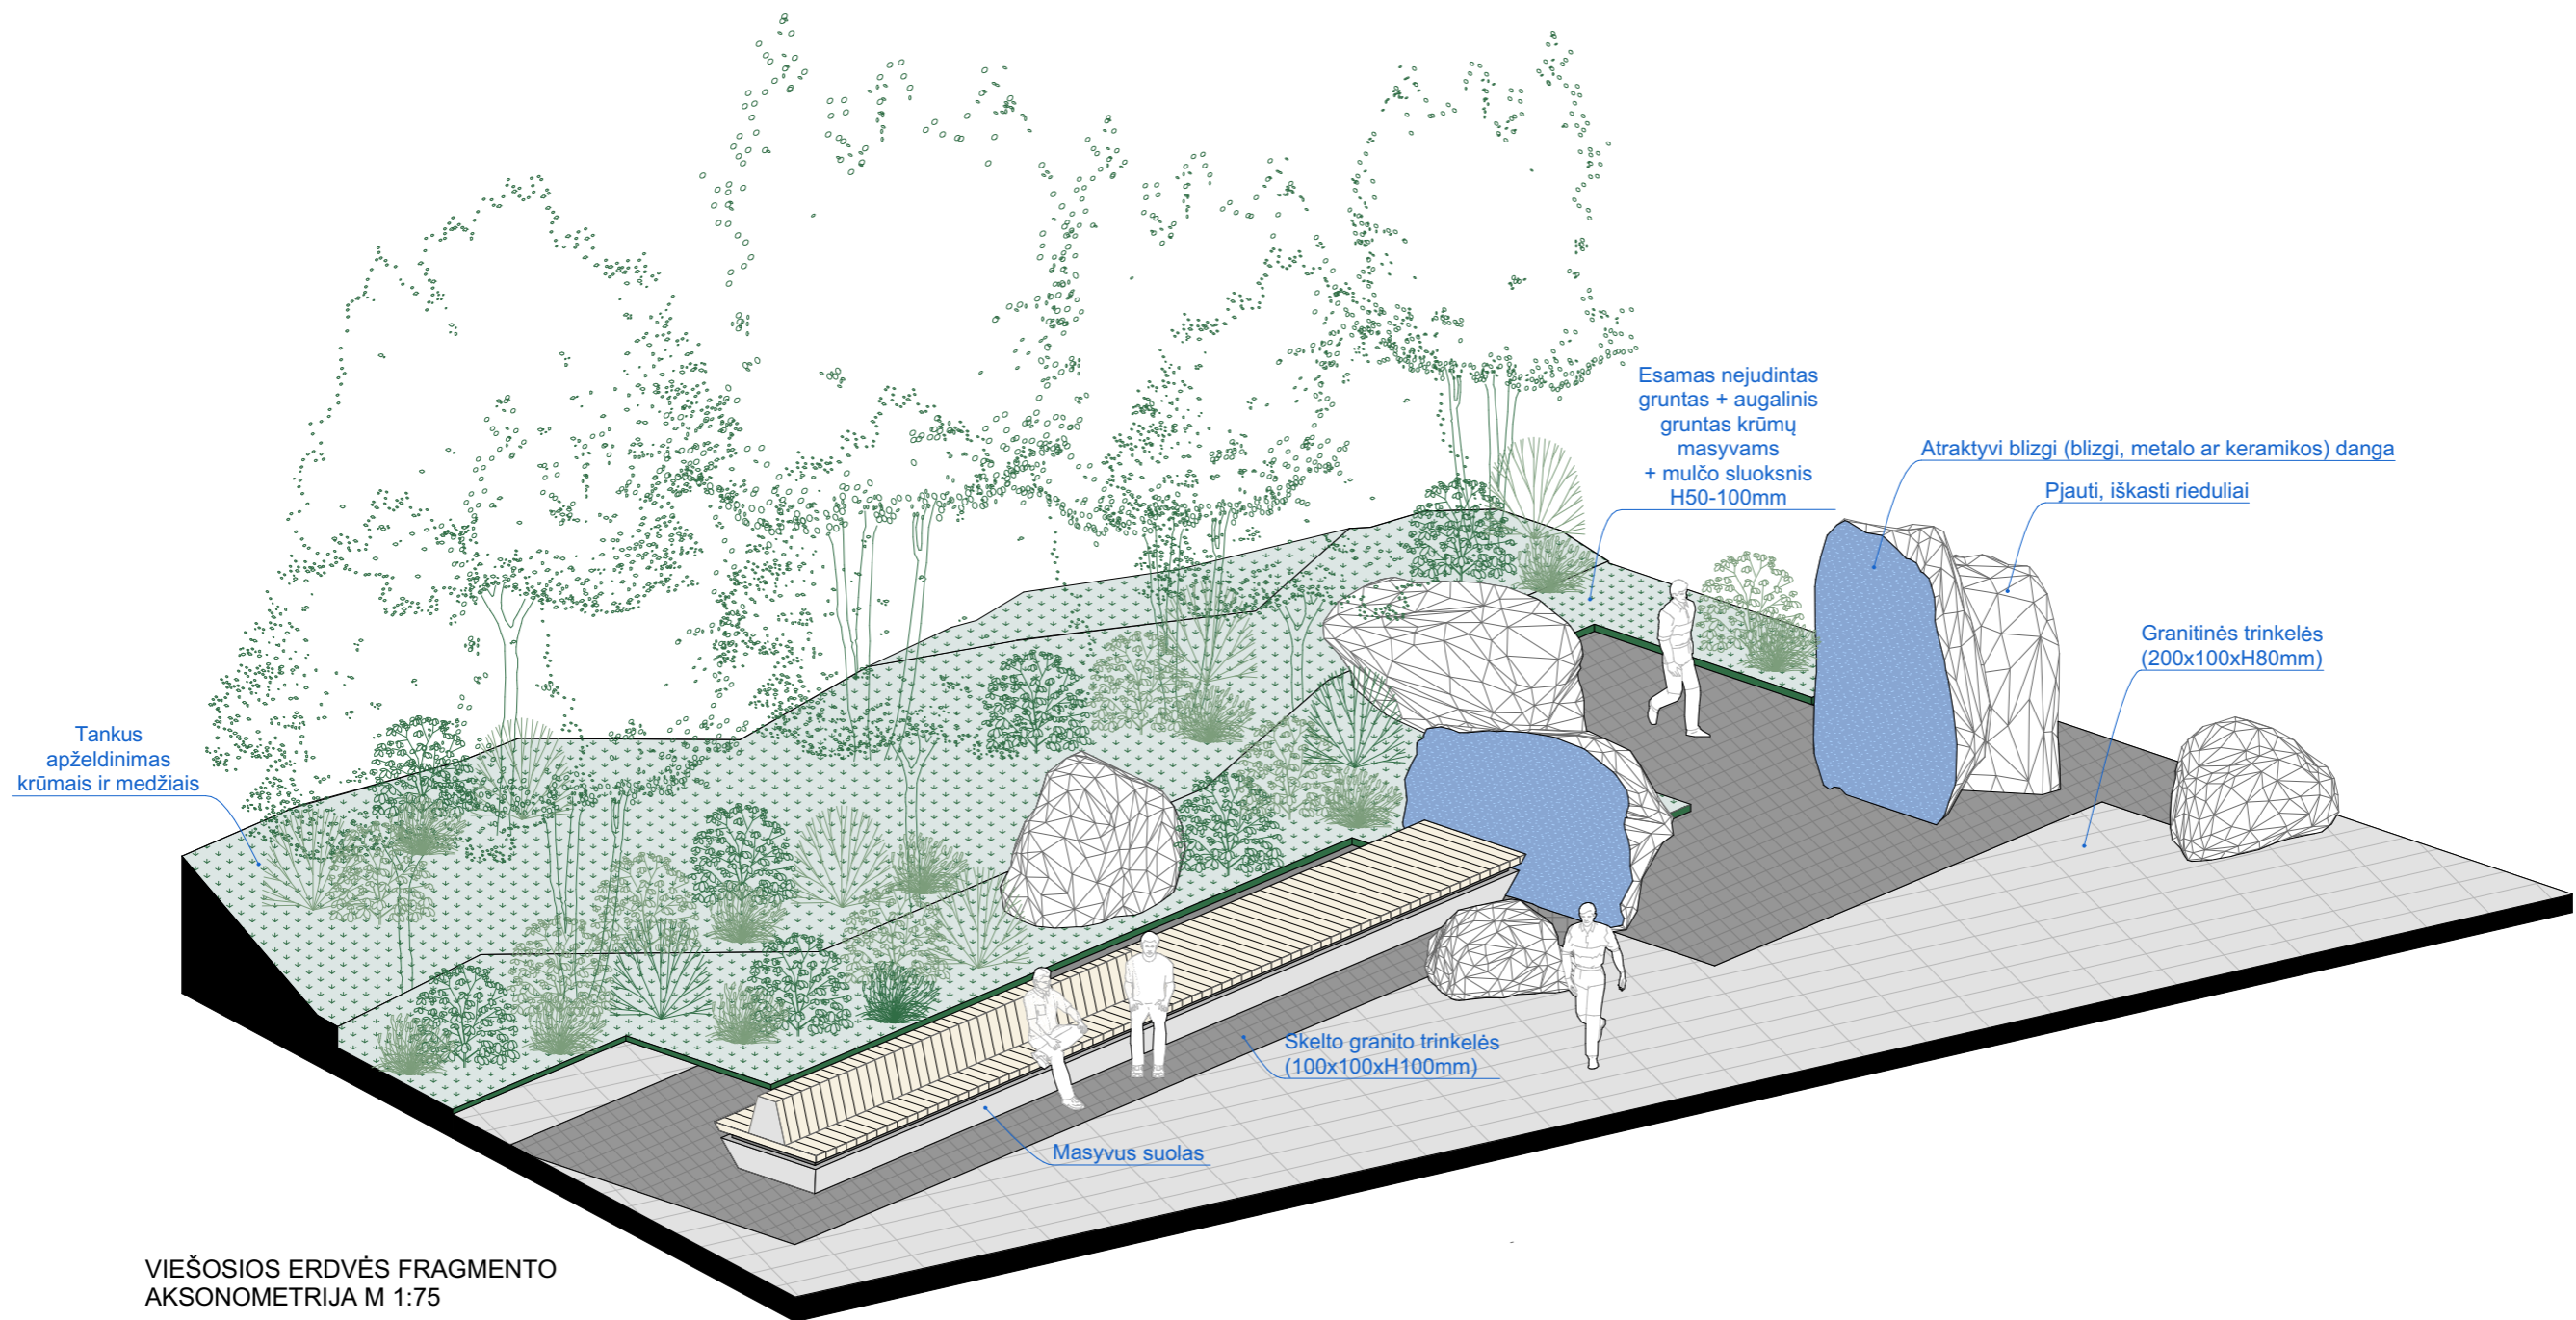 Esamas nejudintas
gruntas + augalinis
gruntas krūmų
masyvams
+ mulčo sluoksnis
H50-100mm
Atraktyvi blizgi (blizgi, metalo ar keramikos) danga
Pjauti, iškasti rieduliai
Granitinės trinkelės
(200x100xH80mm)
Tankus
apželdinimas
krūmais ir medžiais
Skelto granito trinkelės
(100x100xH100mm)
Masyvus suolas
VIEŠOSIOS ERDVĖS FRAGMENTO
AKSONOMETRIJA M 1:75